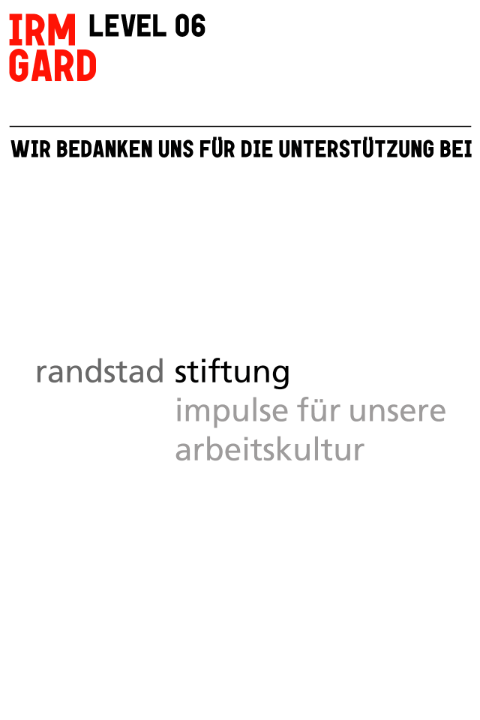 IRM LEVEL 06
GARD
WIR BEDANKEN UNS FÜR DIE UNTERSTÜTZUNG BEI
randstad stiftung
impulse für unsere
arbeitskultur